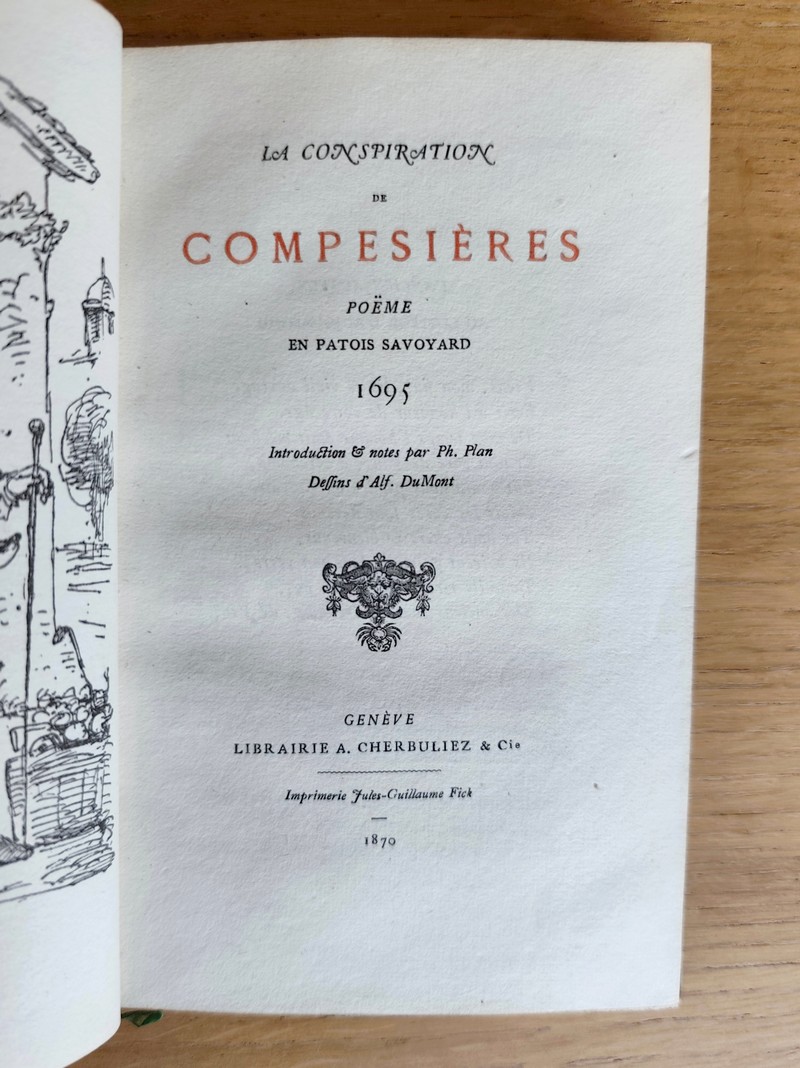 LA CONSPIRATION
DE
COMPESIÈRES
POËME
EN PATOIS SAVOYARD
1695
Introduction & notes par Ph. Plan
Deſſins d'Alf. DuMont
GENÈVE
LIBRAIRIE A. CHERBULIEZ & Cie
Imprimerie Jules-Guillaume Fick
1870